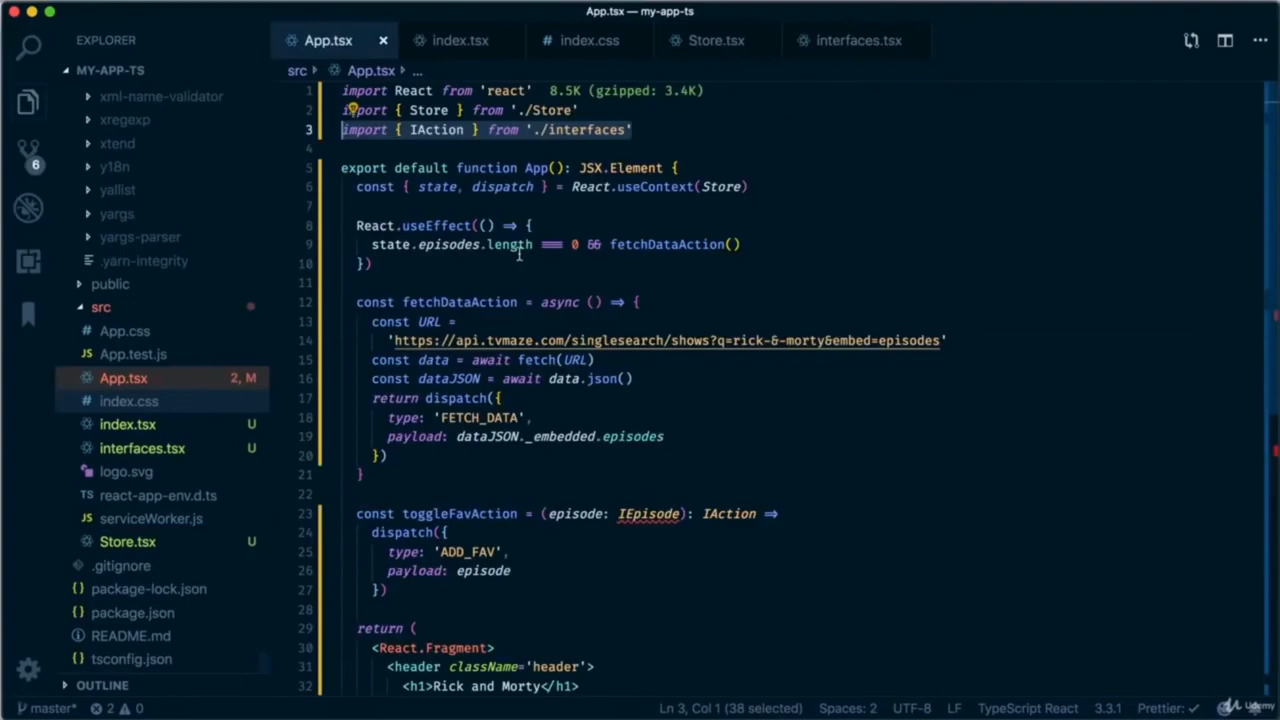 App.tsx — my-app-ts
EXPLORER
App.tsx
index.tsx
# index.css
Store.tsx
interfaces.tsx
MY-APP-TS
src
App.tsx
...
xml-name-validator
xregexp
xtend
y18n
yallist
yargs
yargs-parser
.yarn-integrity
public
src
# App.css
JS App.test.js
App.tsx 2, M
# index.css
index.tsx U
interfaces.tsx U
logo.svg
TS react-app-env.d.ts
JS serviceWorker.js
Store.tsx U
.gitignore
{} package-lock.json
{} package.json
README.md
tsconfig.json
OUTLINE
6
1 import React from 'react' 8.5K (gzipped: 3.4K)
2 import { Store } from './Store'
3 import { IAction } from './interfaces'
4
5 export default function App(): JSX.Element {
6 const { state, dispatch } = React.useContext(Store)
7
8 React.useEffect(() => {
9 state.episodes.length === 0 && fetchDataAction()
10 })
11
12 const fetchDataAction = async () => {
13 const URL =
14 'https://api.tvmaze.com/singlesearch/shows?q=rick-&-morty&embed=episodes'
15 const data = await fetch(URL)
16 const dataJSON = await data.json()
17 return dispatch({
18 type: 'FETCH_DATA',
19 payload: dataJSON._embedded.episodes
20 })
21 }
22
23 const toggleFavAction = (episode: IEpisode): IAction =>
24 dispatch({
25 type: 'ADD_FAV',
26 payload: episode
27 })
28
29 return (
30 <React.Fragment>
31 <header className='header'>
32 <h1>Rick and Morty</h1>
master*
2
0
Ln 3, Col 1 (38 selected)
Spaces: 2
UTF-8
LF
TypeScript React
3.3.1
Prettier: ✓
Udemy